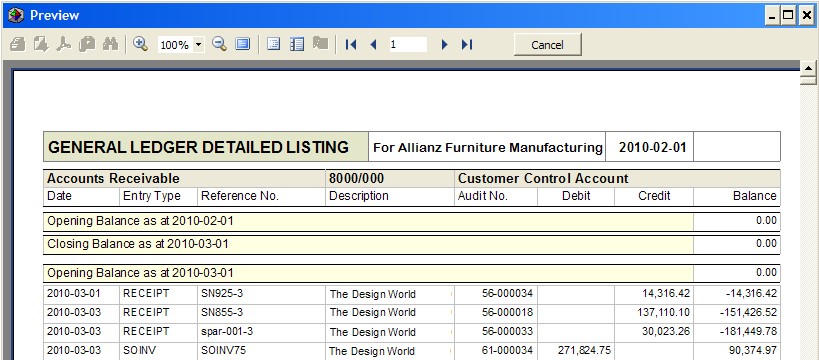 Preview
100% 1 Cancel
GENERAL LEDGER DETAILED LISTING For Allianz Furniture Manufacturing 2010-02-01
Accounts Receivable 8000/000 Customer Control Account
Date Entry Type Reference No. Description Audit No. Debit Credit Balance
Opening Balance as at 2010-02-01 0.00
Closing Balance as at 2010-03-01 0.00
Opening Balance as at 2010-03-01 0.00
2010-03-01 RECEIPT SN925-3 The Design World 56-000034 14,316.42 -14,316.42
2010-03-03 RECEIPT SN855-3 The Design World 56-000018 137,110.10 -151,426.52
2010-03-03 RECEIPT spar-001-3 The Design World 56-000033 30,023.26 -181,449.78
2010-03-03 SOINV SOINV75 The Design World 61-000034 271,824.75 90,374.97